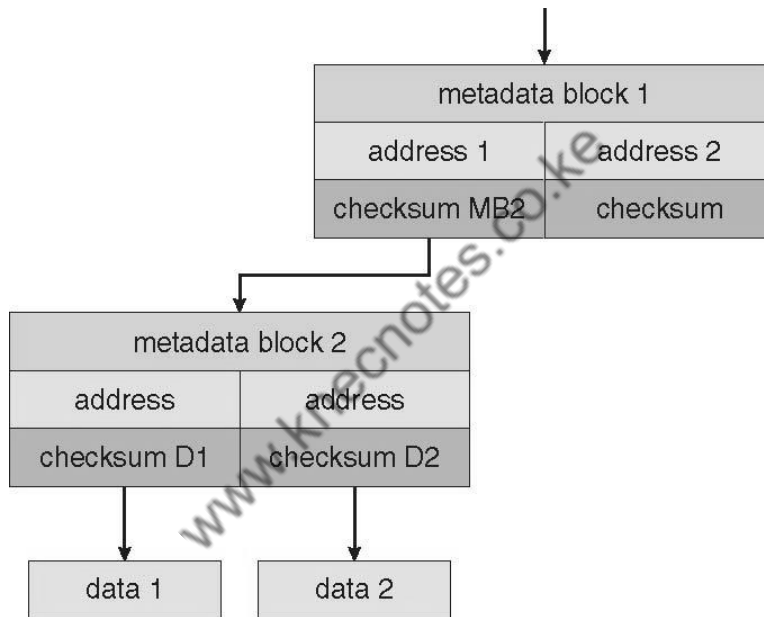 metadata block 1
address 1 address 2
checksum MB2 checksum
metadata block 2
address address
checksum D1 checksum D2
data 1 data 2
www.knecnotes.co.ke